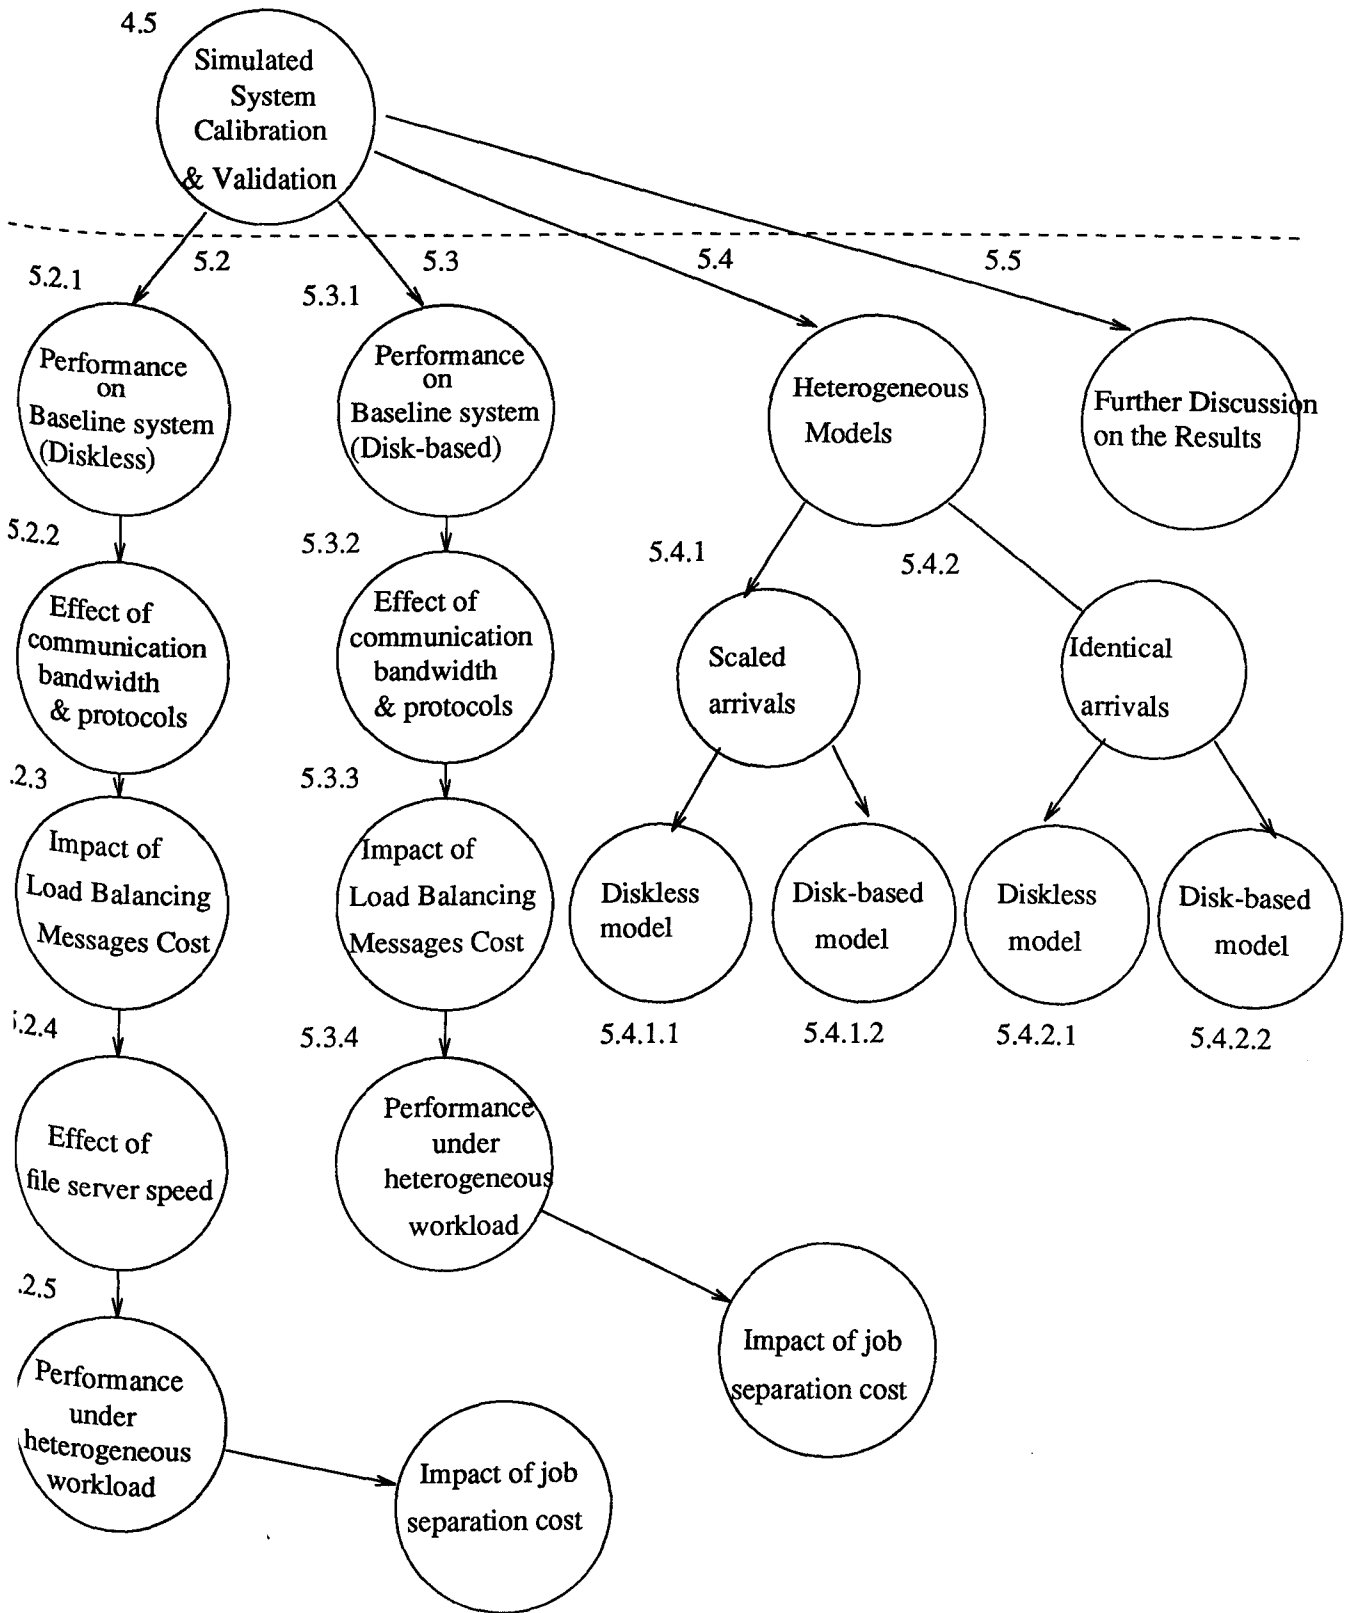 4.5
Simulated
System
Calibration
& Validation
5.2
5.3
5.4
5.5
5.2.1
Performance
on
Baseline system
(Diskless)
5.3.1
Performance
on
Baseline system
(Disk-based)
Heterogeneous
Models
Further Discussion
on the Results
5.2.2
Effect of
communication
bandwidth
& protocols
5.3.2
Effect of
communication
bandwidth
& protocols
5.4.1
Scaled
arrivals
5.4.2
Identical
arrivals
.2.3
Impact of
Load Balancing
Messages Cost
5.3.3
Impact of
Load Balancing
Messages Cost
Diskless
model
Disk-based
model
Diskless
model
Disk-based
model
5.4.1.1
5.4.1.2
5.4.2.1
5.4.2.2
.2.4
Effect of
file server speed
5.3.4
Performance
under
heterogeneous
workload
Impact of job
separation cost
.2.5
Performance
under
heterogeneous
workload
Impact of job
separation cost